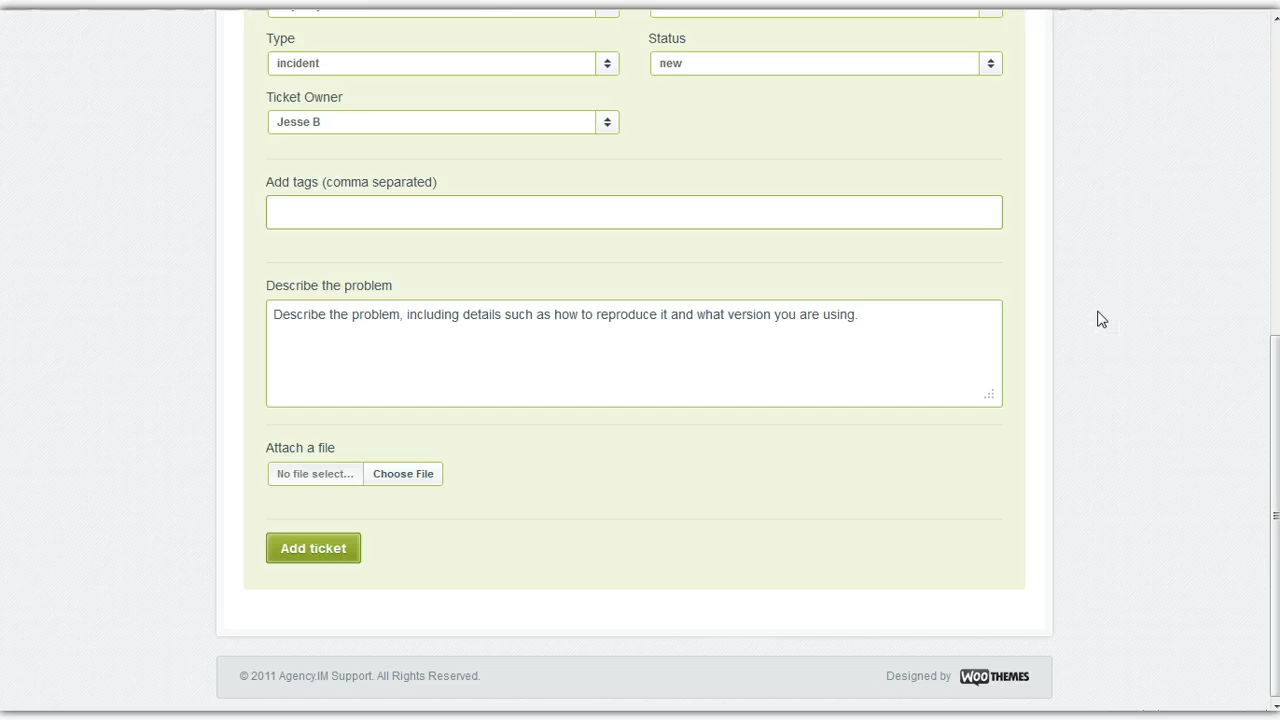 Type
Status
incident
new
Ticket Owner
Jesse B
Add tags (comma separated)
Describe the problem
Describe the problem, including details such as how to reproduce it and what version you are using.
Attach a file
No file select...
Choose File
Add ticket
© 2011 Agency.IM Support. All Rights Reserved.
Designed by WOOTHEMES